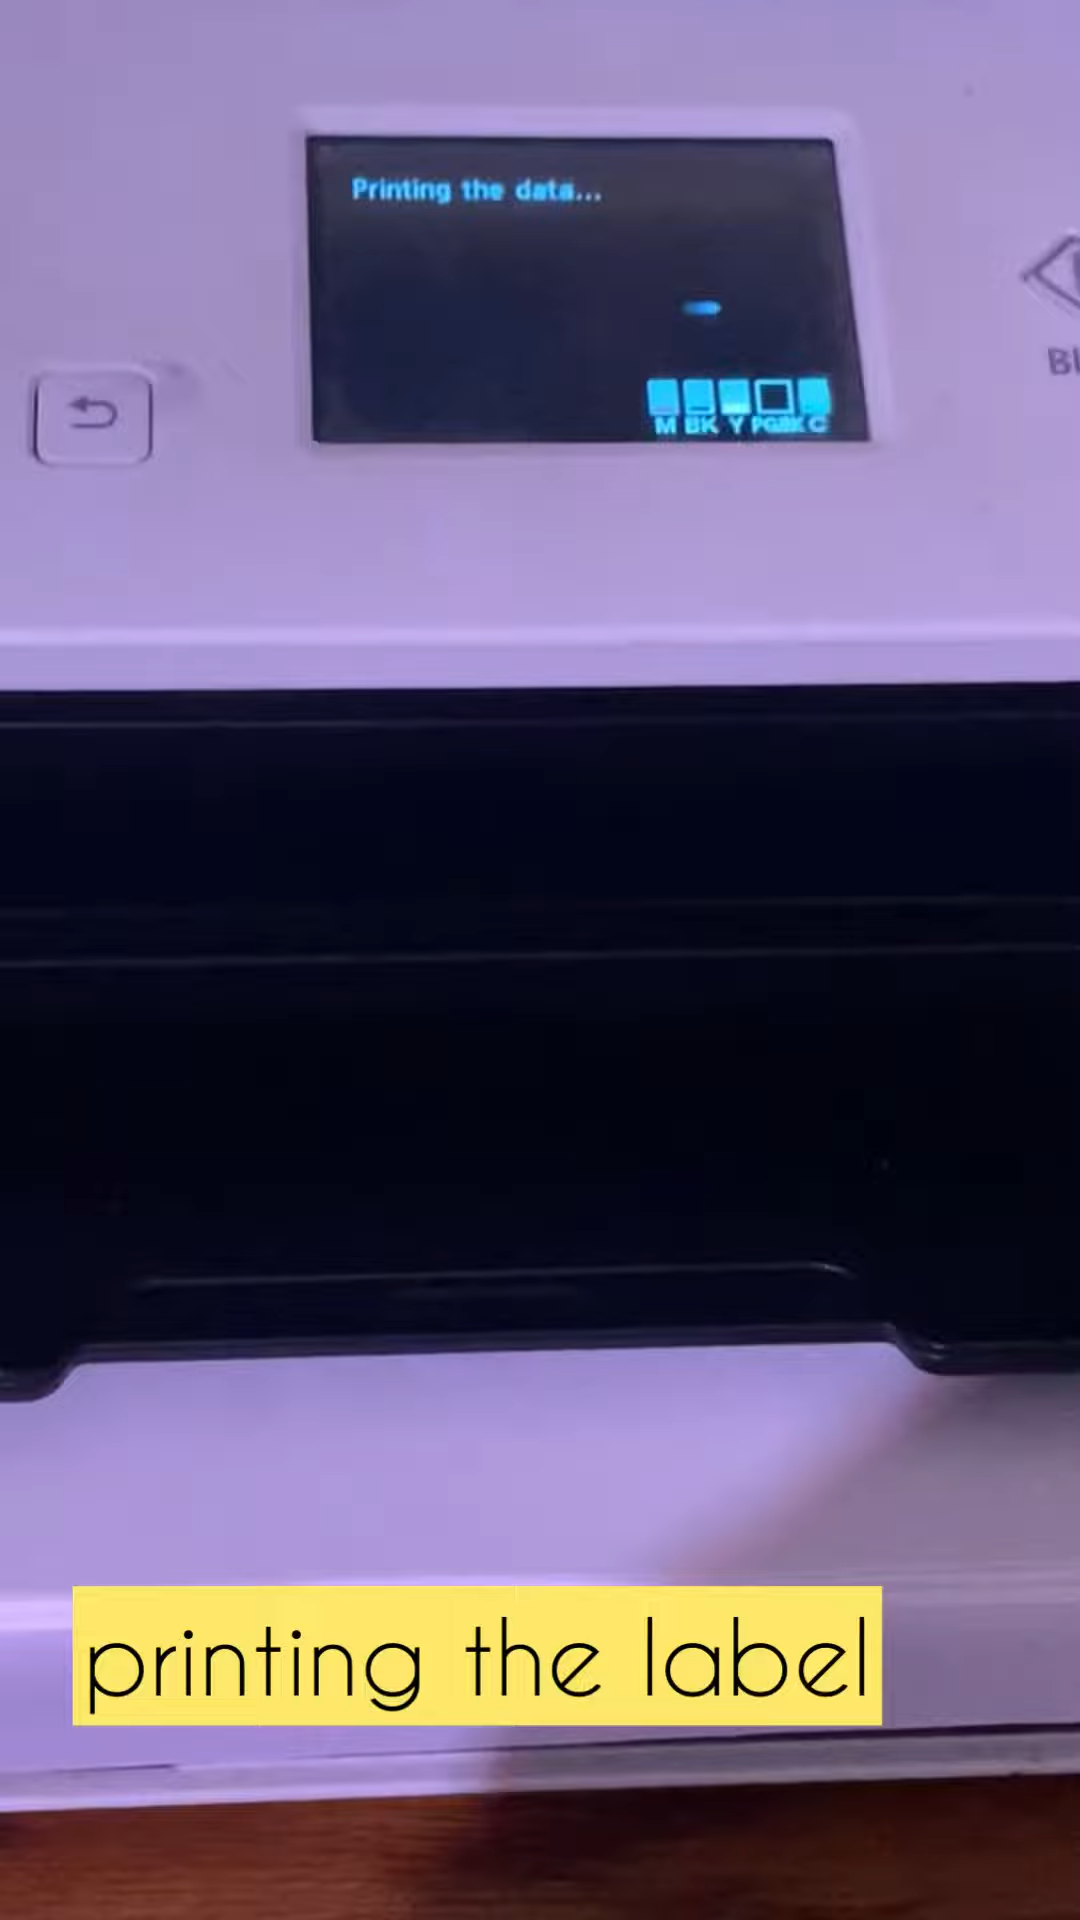 Printing the data...
M BK Y PGBK C
printing the label